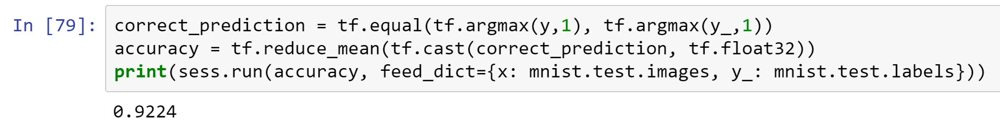 In [79]: correct_prediction = tf.equal(tf.argmax(y,1), tf.argmax(y_,1))
accuracy = tf.reduce_mean(tf.cast(correct_prediction, tf.float32))
print(sess.run(accuracy, feed_dict={x: mnist.test.images, y_: mnist.test.labels}))
0.9224